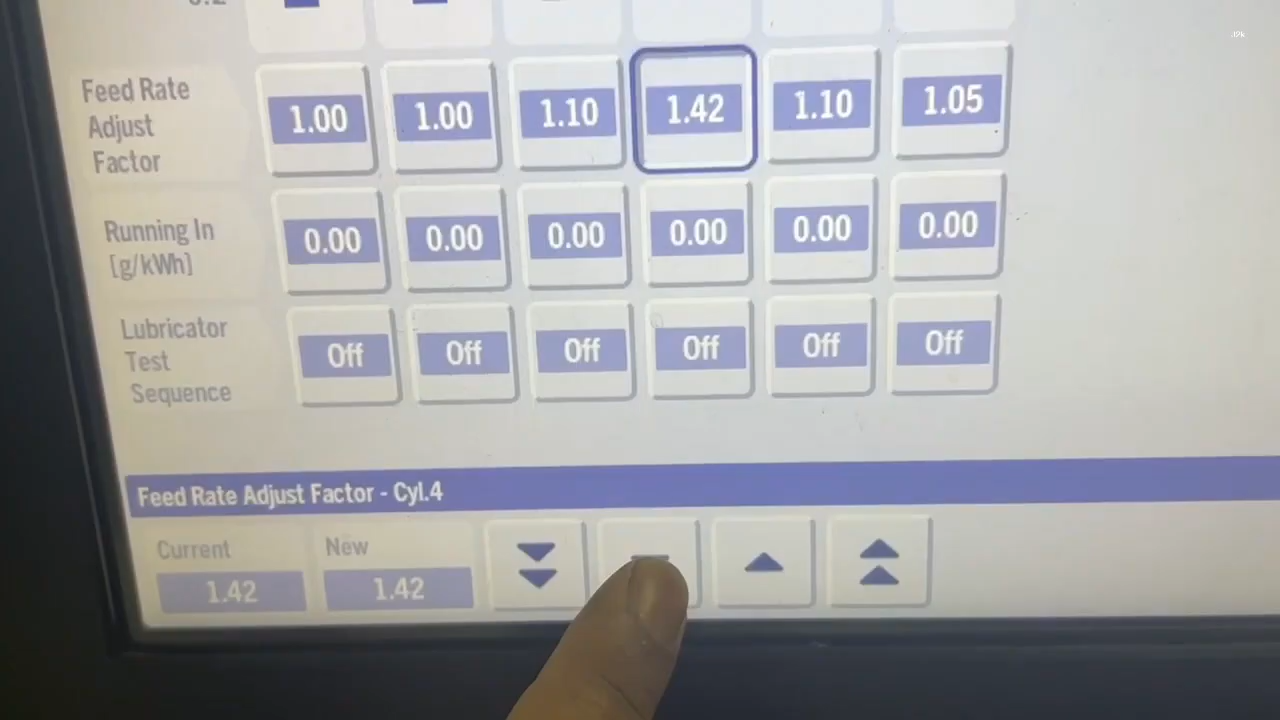 Feed Rate
Adjust
Factor
1.00 1.00 1.10 1.42 1.10 1.05
Running In
[g/kWh]
0.00 0.00 0.00 0.00 0.00 0.00
Lubricator
Test
Sequence
Off Off Off Off Off Off
Feed Rate Adjust Factor - Cyl.4
Current New
1.42 1.42